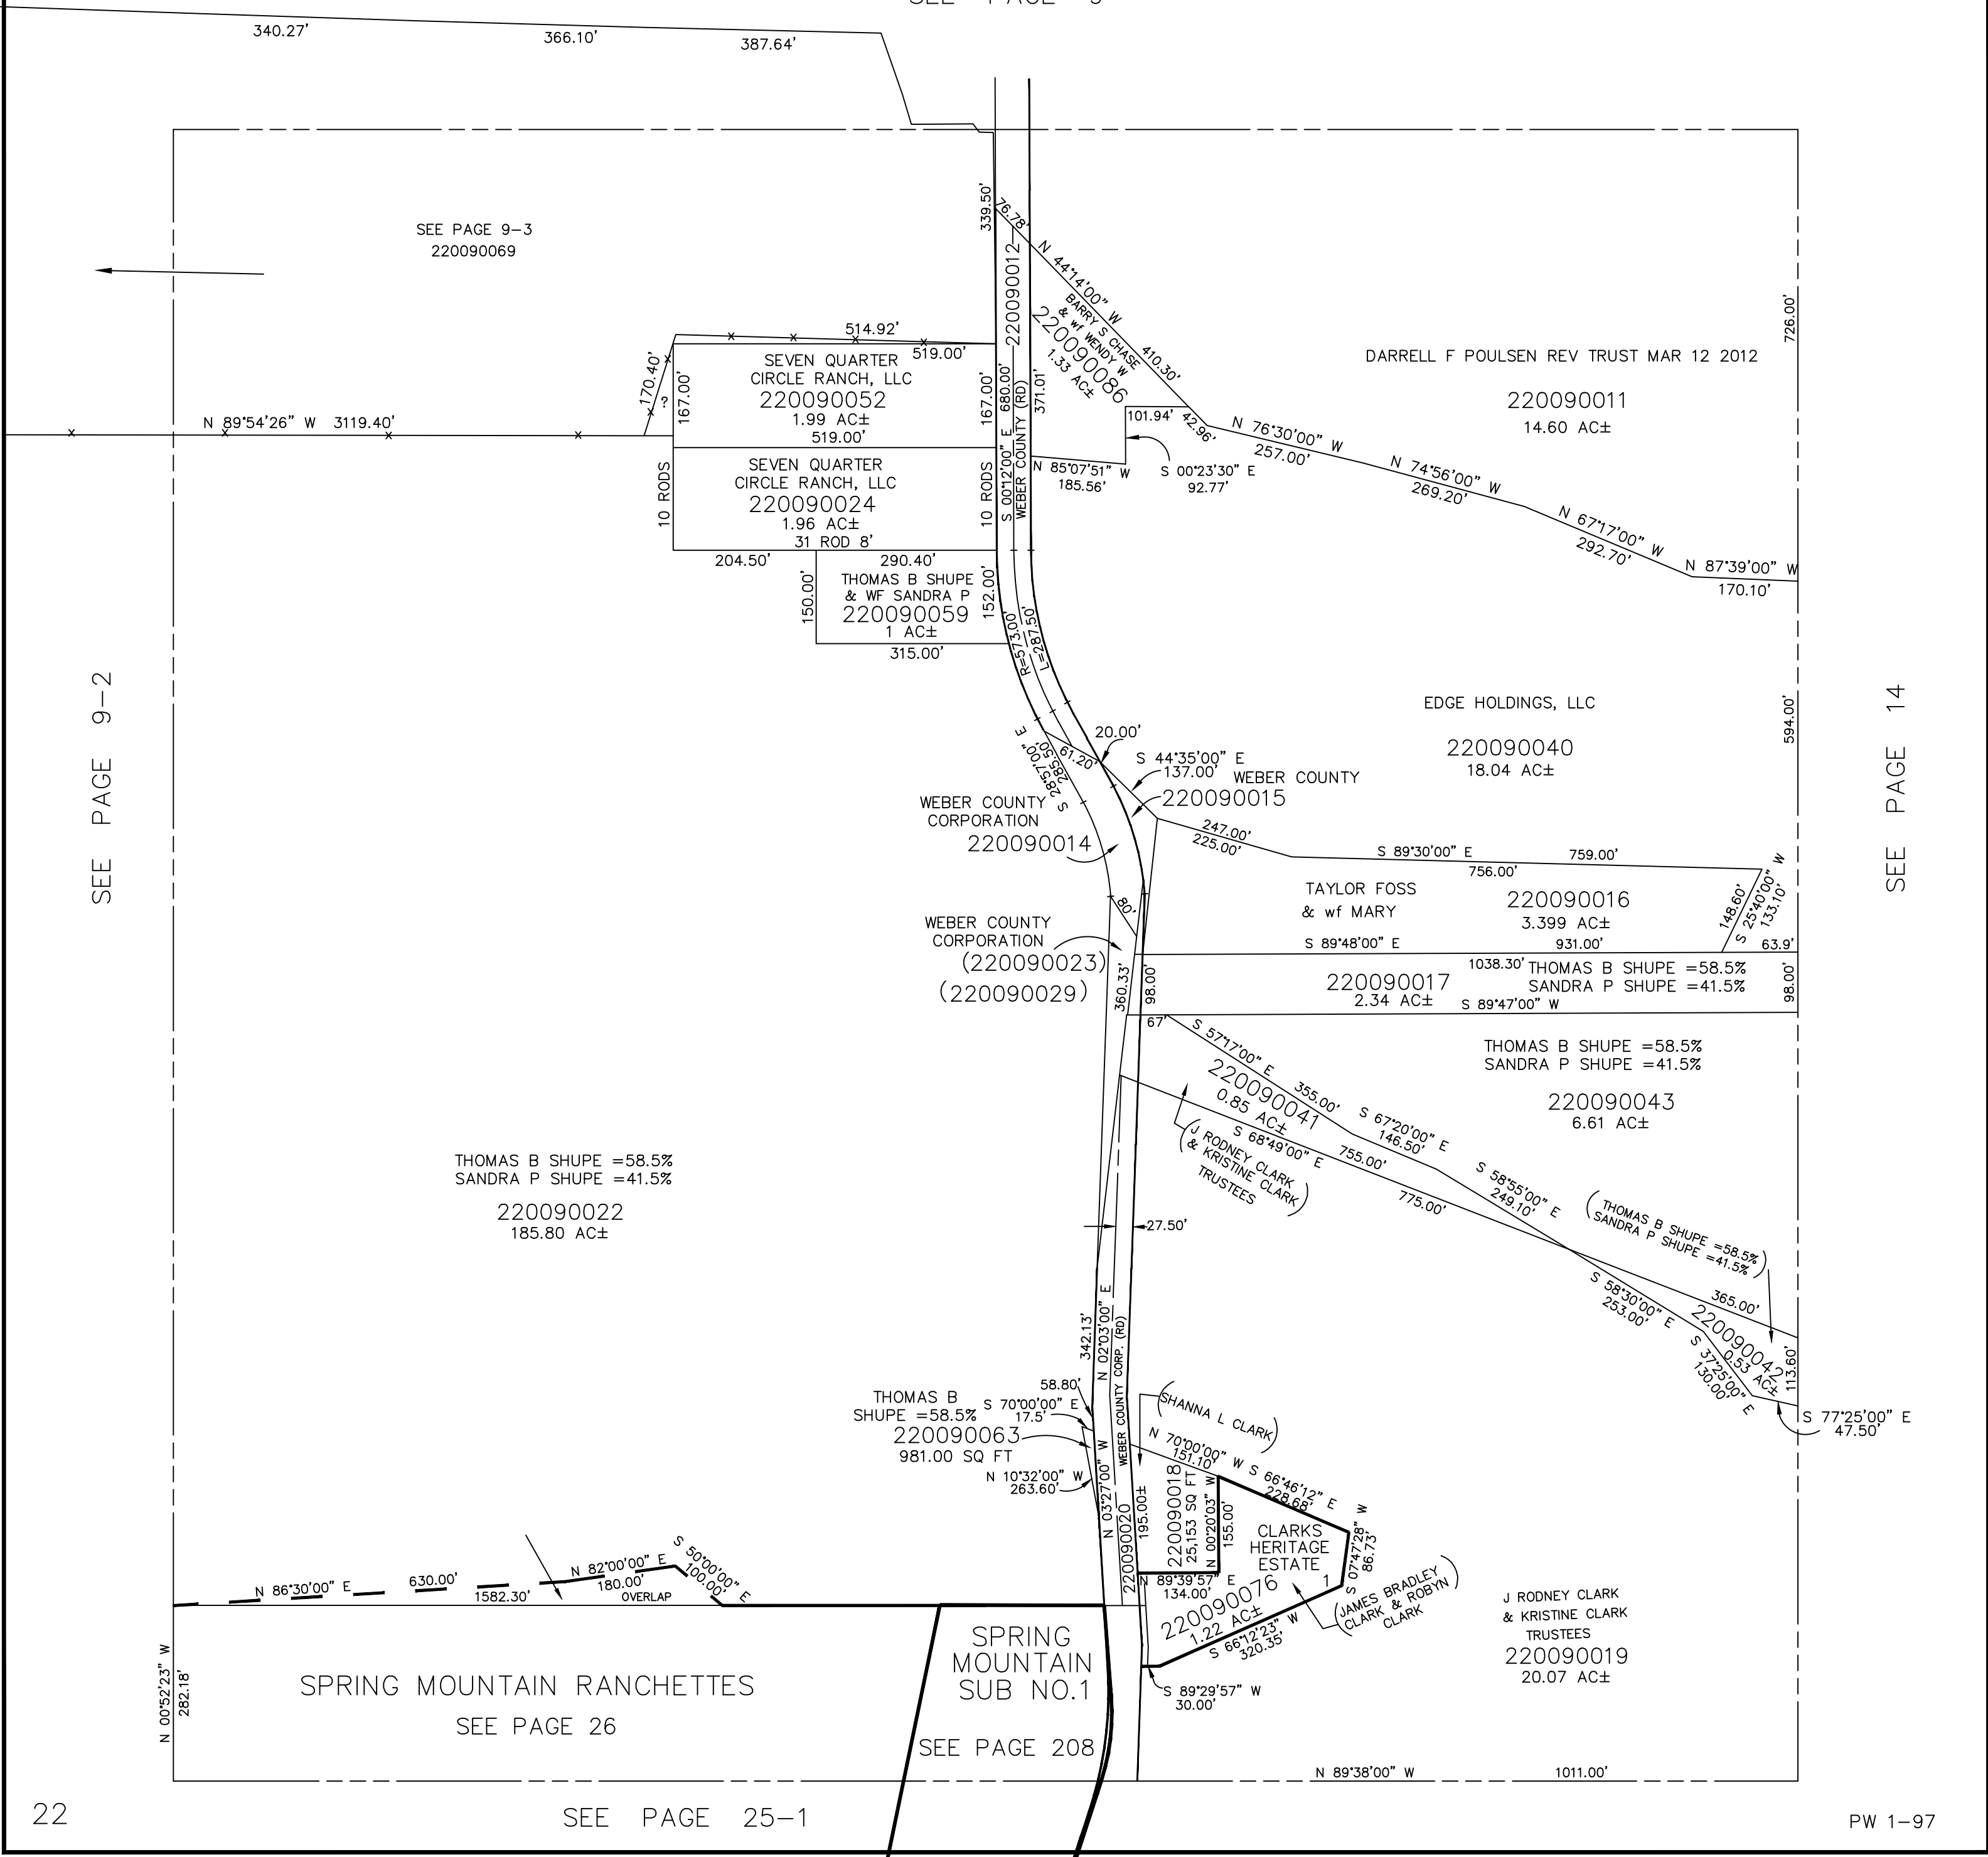 SEE PAGE 9
340.27'
366.10'
387.64'
SEE PAGE 9-3
220090069
339.50'
76.78'
N 44°14'00" W
410.30'
220090012
BARRY S CHASE
& wf WENDY W
220090086
1.33 AC±
726.00'
DARRELL F POULSEN REV TRUST MAR 12 2012
220090011
14.60 AC±
514.92'
519.00'
170.40'
?
167.00'
SEVEN QUARTER
CIRCLE RANCH, LLC
220090052
1.99 AC±
519.00'
167.00'
S 00°12'00" E 680.00'
WEBER COUNTY (RD)
371.01'
N 89°54'26" W 3119.40'
101.94'
42.96'
N 76°30'00" W
257.00'
N 74°56'00" W
269.20'
N 67°17'00" W
292.70'
N 87°39'00" W
170.10'
N 85°07'51" W
185.56'
S 00°23'30" E
92.77'
10 RODS
SEVEN QUARTER
CIRCLE RANCH, LLC
220090024
1.96 AC±
31 ROD 8'
10 RODS
204.50'
290.40'
150.00'
THOMAS B SHUPE
& WF SANDRA P
220090059
1 AC±
152.00'
315.00'
R=573.00'
L=287.50'
SEE PAGE 9-2
SEE PAGE 14
EDGE HOLDINGS, LLC
220090040
18.04 AC±
594.00'
S 28°57'00" E
285.50'
61.20'
20.00'
S 44°35'00" E
137.00'
WEBER COUNTY
220090015
WEBER COUNTY
CORPORATION
220090014
247.00'
225.00'
S 89°30'00" E
759.00'
756.00'
TAYLOR FOSS
& wf MARY
220090016
3.399 AC±
148.60'
S 25°40'00" W
133.10'
80'
WEBER COUNTY
CORPORATION
(220090023)
(220090029)
S 89°48'00" E
931.00'
63.9'
360.33'
98.00'
1038.30'
220090017
2.34 AC±
THOMAS B SHUPE =58.5%
SANDRA P SHUPE =41.5%
S 89°47'00" W
98.00'
67'
S 57°17'00" E
355.00'
220090041
0.85 AC±
THOMAS B SHUPE =58.5%
SANDRA P SHUPE =41.5%
220090043
6.61 AC±
S 67°20'00" E
146.50'
S 68°49'00" E
755.00'
775.00'
(J RODNEY CLARK
& KRISTINE CLARK)
TRUSTEES
S 58°55'00" E
249.10'
(THOMAS B SHUPE =58.5%
SANDRA P SHUPE =41.5%)
THOMAS B SHUPE =58.5%
SANDRA P SHUPE =41.5%
220090022
185.80 AC±
27.50'
S 58°30'00" E
253.00'
365.00'
220090042
0.53 AC±
113.60'
S 37°25'00" E
130.00'
S 77°25'00" E
47.50'
342.13'
N 02°03'00" E
WEBER COUNTY CORP. (RD)
58.80'
S 70°00'00" E
17.5'
THOMAS B
SHUPE =58.5%
220090063
981.00 SQ FT
N 10°32'00" W
263.60'
N 03°27'00" W
220090020
(SHANNA L CLARK)
N 70°00'00" W
151.10'
195.00±
220090018
25,153 SQ FT
N 00°20'03" W
155.00'
S 66°46'12" E
228.68'
CLARKS
HERITAGE
ESTATE
1
S 07°47'28" W
86.73'
N 89°39'57" E
134.00'
220090076
1.22 AC±
S 66°12'23" W
320.35'
(JAMES BRADLEY
CLARK & ROBYN
CLARK)
S 89°29'57" W
30.00'
J RODNEY CLARK
& KRISTINE CLARK
TRUSTEES
220090019
20.07 AC±
N 86°30'00" E
630.00'
1582.30'
N 82°00'00" E
180.00'
OVERLAP
S 50°00'00" E
100.00'
N 00°52'23" W
282.18'
SPRING MOUNTAIN RANCHETTES
SEE PAGE 26
SPRING
MOUNTAIN
SUB NO.1
SEE PAGE 208
N 89°38'00" W
1011.00'
22
SEE PAGE 25-1
PW 1-97